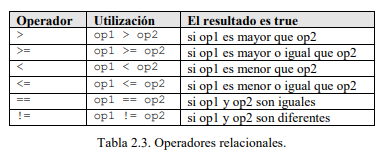 Operador Utilización El resultado es true
> op1 > op2 si op1 es mayor que op2
>= op1 >= op2 si op1 es mayor o igual que op2
< op1 < op2 si op1 es menor que op2
<= op1 <= op2 si op1 es menor o igual que op2
== op1 == op2 si op1 y op2 son iguales
!= op1 != op2 si op1 y op2 son diferentes
Tabla 2.3. Operadores relacionales.